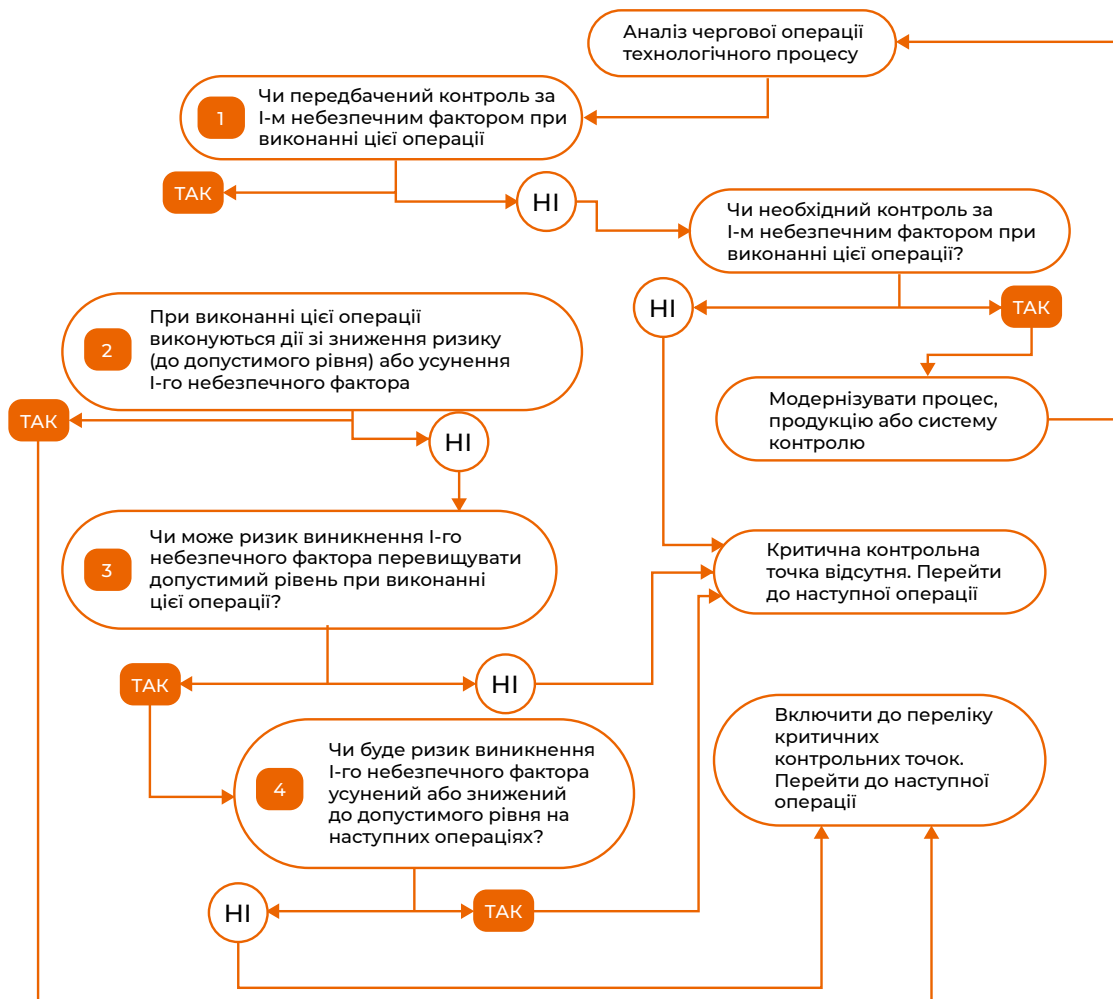 Аналіз чергової операції
технологічного процесу
1
Чи передбачений контроль за
І-м небезпечним фактором при
виконанні цієї операції
ТАК
НІ
Чи необхідний контроль за
І-м небезпечним фактором при
виконанні цієї операції?
НІ
ТАК
2
При виконанні цієї операції
виконуються дії зі зниження ризику
(до допустимого рівня) або усунення
І-го небезпечного фактора
ТАК
НІ
Модернізувати процес,
продукцію або систему
контролю
3
Чи може ризик виникнення І-го
небезпечного фактора перевищувати
допустимий рівень при виконанні
цієї операції?
Критична контрольна
точка відсутня. Перейти
до наступної операції
ТАК
НІ
4
Чи буде ризик виникнення
І-го небезпечного фактора
усунений або знижений
до допустимого рівня на
наступних операціях?
Включити до переліку
критичних
контрольних точок.
Перейти до наступної
операції
НІ
ТАК